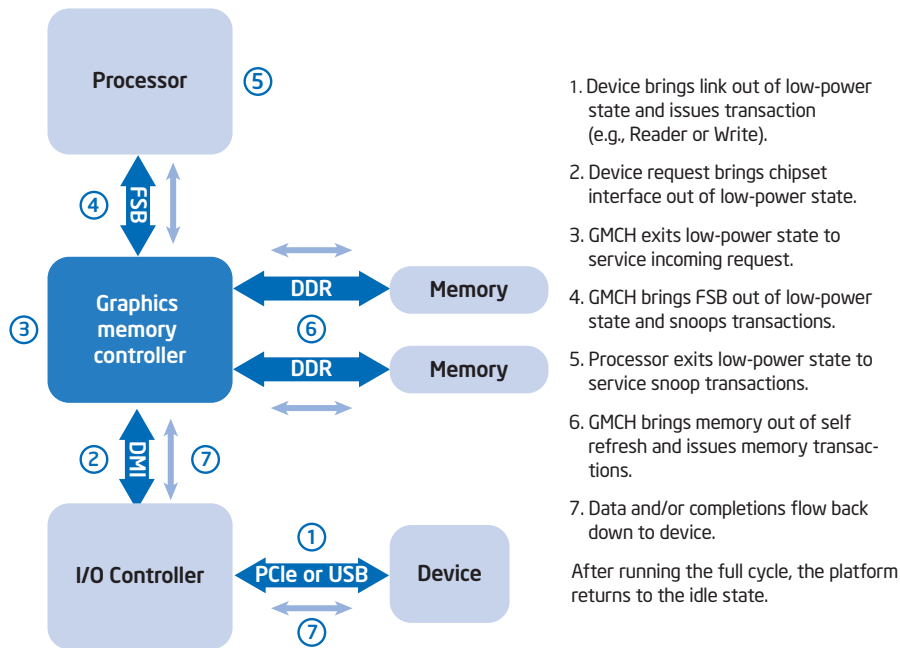 Processor
5
4
FSB
Graphics
memory
controller
3
DDR
Memory
6
DDR
Memory
2
DMI
7
I/O Controller
1
PCIe or USB
7
Device
1. Device brings link out of low-power
state and issues transaction
(e.g., Reader or Write).
2. Device request brings chipset
interface out of low-power state.
3. GMCH exits low-power state to
service incoming request.
4. GMCH brings FSB out of low-power
state and snoops transactions.
5. Processor exits low-power state to
service snoop transactions.
6. GMCH brings memory out of self
refresh and issues memory transac-
tions.
7. Data and/or completions flow back
down to device.
After running the full cycle, the platform
returns to the idle state.